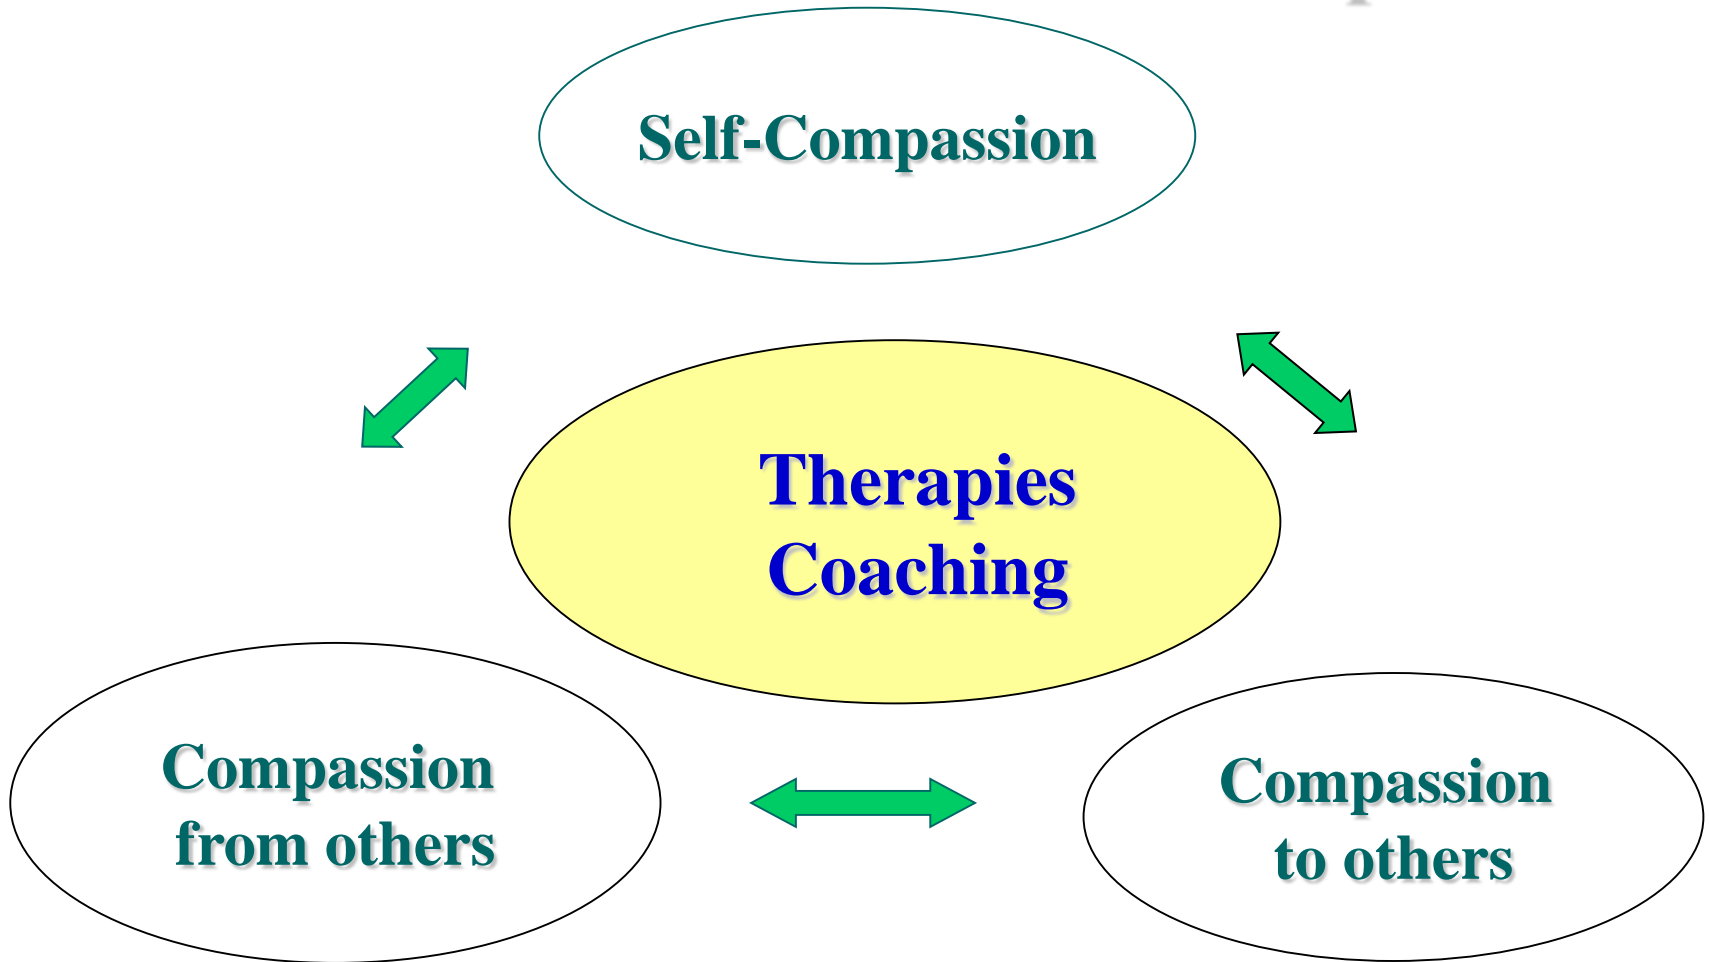 Self-Compassion
Therapies
Coaching
Compassion
from others
Compassion
to others